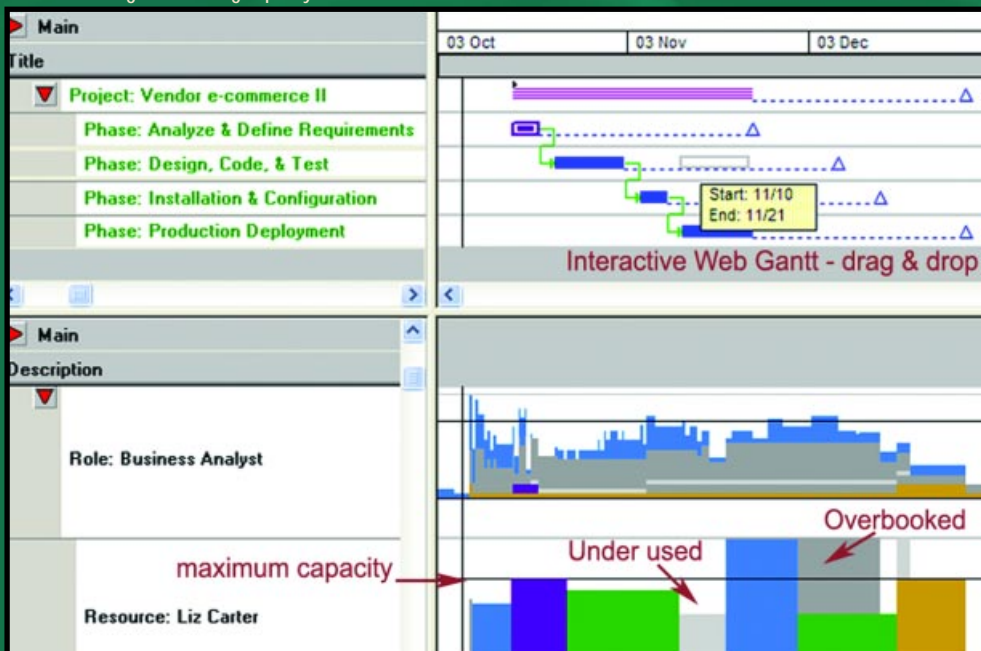 Main
Title
03 Oct 03 Nov 03 Dec
Project: Vendor e-commerce II
Phase: Analyze & Define Requirements
Phase: Design, Code, & Test
Phase: Installation & Configuration
Phase: Production Deployment
Start: 11/10
End: 11/21
Interactive Web Gantt - drag & drop
Main
Description
Role: Business Analyst
Overbooked
Under used
maximum capacity
Resource: Liz Carter